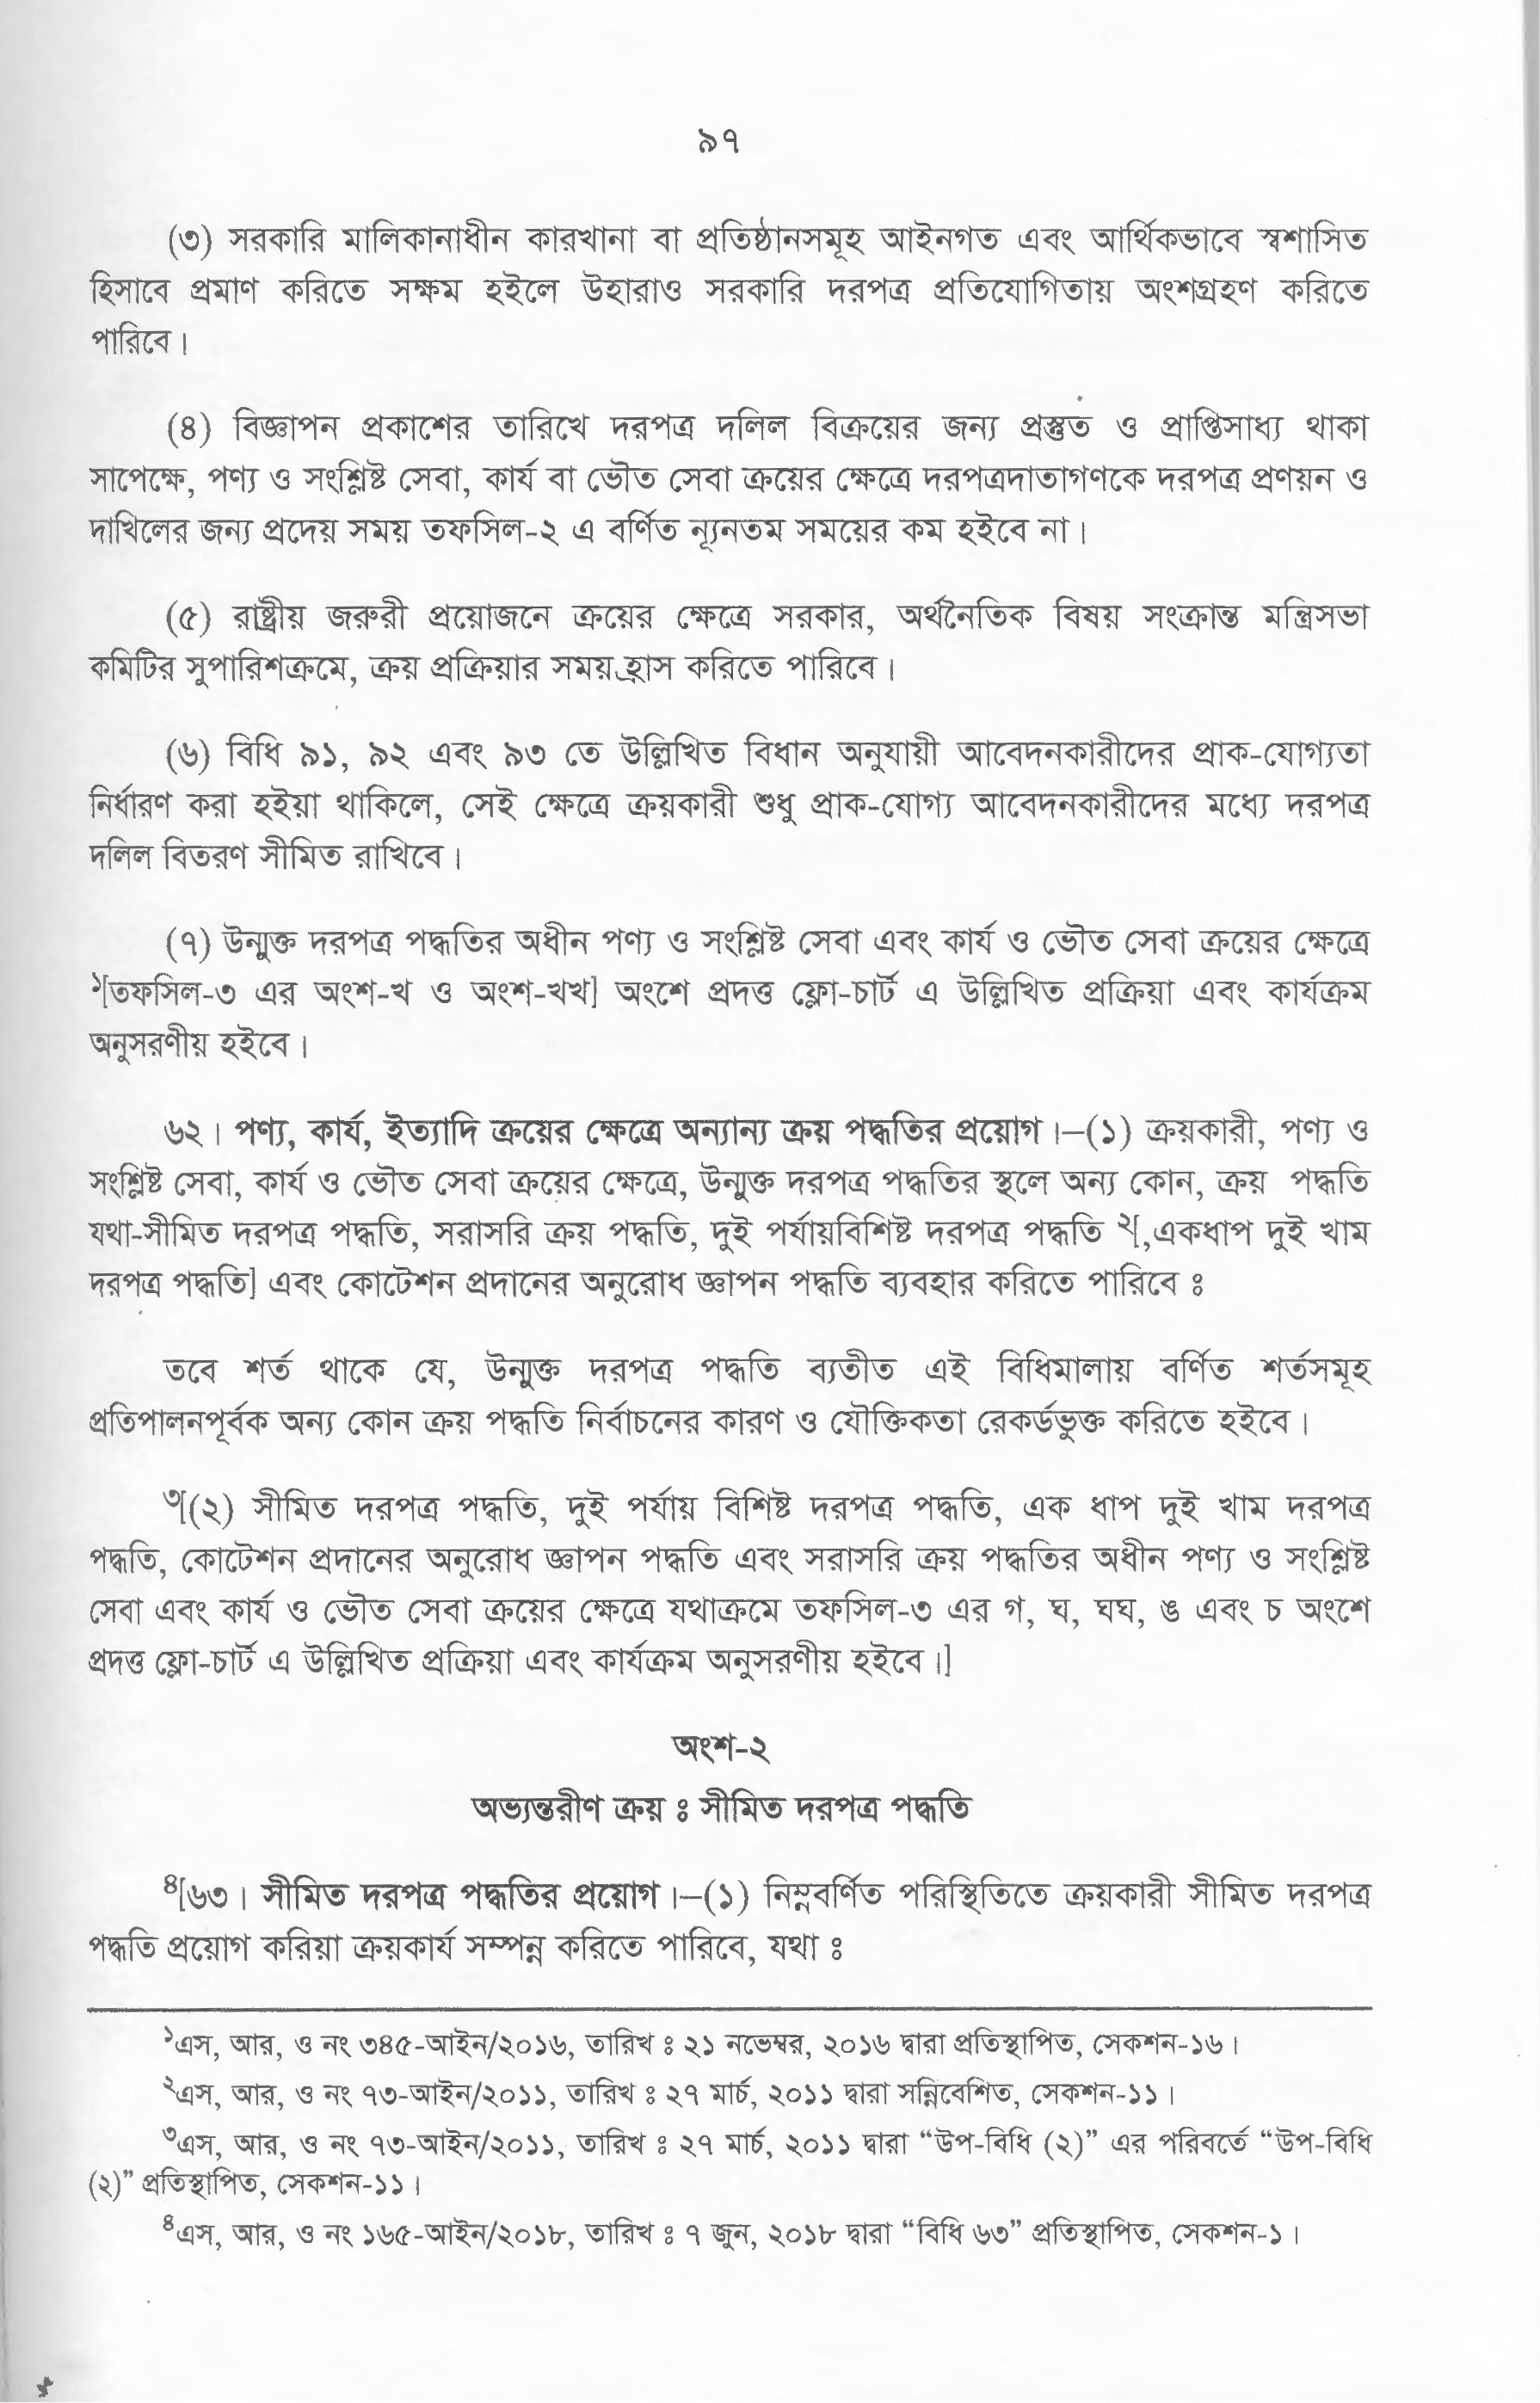 ৯৭
(৩) সরকারি মালিকানাধীন কারখানা বা প্রতিষ্ঠানসমূহ আইনগত এবং আর্থিকভাবে স্বশাসিত
হিসাবে প্রমাণ করিতে সক্ষম হইলে উহারাও সরকারি দরপত্র প্রতিযোগিতায় অংশগ্রহণ করিতে
পারিবে।
(৪) বিজ্ঞাপন প্রকাশের তারিখে দরপত্র দলিল বিক্রয়ের জন্য প্রস্তুত ও প্রাপ্তিসাধ্য থাকা
সাপেক্ষে, পণ্য ও সংশ্লিষ্ট সেবা, কার্য বা ভৌত সেবা ক্রয়ের ক্ষেত্রে দরপত্রদাতাগণকে দরপত্র প্রণয়ন ও
দাখিলের জন্য প্রদেয় সময় তফসিল-২ এ বর্ণিত ন্যূনতম সময়ের কম হইবে না।
(৫) রাষ্ট্রীয় জরুরী প্রয়োজনে ক্রয়ের ক্ষেত্রে সরকার, অর্থনৈতিক বিষয় সংক্রান্ত মন্ত্রিসভা
কমিটির সুপারিশক্রমে, ক্রয় প্রক্রিয়ার সময় হ্রাস করিতে পারিবে।
(৬) বিধি ৯১, ৯২ এবং ৯৩ তে উল্লিখিত বিধান অনুযায়ী আবেদনকারীদের প্রাক-যোগ্যতা
নির্ধারণ করা হইয়া থাকিলে, সেই ক্ষেত্রে ক্রয়কারী শুধু প্রাক-যোগ্য আবেদনকারীদের মধ্যে দরপত্র
দলিল বিতরণ সীমিত রাখিবে।
(৭) উন্মুক্ত দরপত্র পদ্ধতির অধীন পণ্য ও সংশ্লিষ্ট সেবা এবং কার্য ও ভৌত সেবা ক্রয়ের ক্ষেত্রে
১[তফসিল-৩ এর অংশ-খ ও অংশ-খখ] অংশে প্রদত্ত ফ্লো-চার্ট এ উল্লিখিত প্রক্রিয়া এবং কার্যক্রম
অনুসরণীয় হইবে।
৬২। পণ্য, কার্য, ইত্যাদি ক্রয়ের ক্ষেত্রে অন্যান্য ক্রয় পদ্ধতির প্রয়োগ।–(১) ক্রয়কারী, পণ্য ও
সংশ্লিষ্ট সেবা, কার্য ও ভৌত সেবা ক্রয়ের ক্ষেত্রে, উন্মুক্ত দরপত্র পদ্ধতির স্থলে অন্য কোন, ক্রয় পদ্ধতি
যথা-সীমিত দরপত্র পদ্ধতি, সরাসরি ক্রয় পদ্ধতি, দুই পর্যায়বিশিষ্ট দরপত্র পদ্ধতি ২[,একধাপ দুই খাম
দরপত্র পদ্ধতি] এবং কোটেশন প্রদানের অনুরোধ জ্ঞাপন পদ্ধতি ব্যবহার করিতে পারিবে ঃ
তবে শর্ত থাকে যে, উন্মুক্ত দরপত্র পদ্ধতি ব্যতীত এই বিধিমালায় বর্ণিত শর্তসমূহ
প্রতিপালনপূর্বক অন্য কোন ক্রয় পদ্ধতি নির্বাচনের কারণ ও যৌক্তিকতা রেকর্ডভুক্ত করিতে হইবে।
৩[(২) সীমিত দরপত্র পদ্ধতি, দুই পর্যায় বিশিষ্ট দরপত্র পদ্ধতি, এক ধাপ দুই খাম দরপত্র
পদ্ধতি, কোটেশন প্রদানের অনুরোধ জ্ঞাপন পদ্ধতি এবং সরাসরি ক্রয় পদ্ধতির অধীন পণ্য ও সংশ্লিষ্ট
সেবা এবং কার্য ও ভৌত সেবা ক্রয়ের ক্ষেত্রে যথাক্রমে তফসিল-৩ এর গ, ঘ, ঘঘ, ঙ এবং চ অংশে
প্রদত্ত ফ্লো-চার্ট এ উল্লিখিত প্রক্রিয়া এবং কার্যক্রম অনুসরণীয় হইবে।]
অংশ-২
অভ্যন্তরীণ ক্রয় ঃ সীমিত দরপত্র পদ্ধতি
৪[৬৩। সীমিত দরপত্র পদ্ধতির প্রয়োগ।–(১) নিম্নবর্ণিত পরিস্থিতিতে ক্রয়কারী সীমিত দরপত্র
পদ্ধতি প্রয়োগ করিয়া ক্রয়কার্য সম্পন্ন করিতে পারিবে, যথা ঃ
১এস, আর, ও নং ৩৪৫-আইন/২০১৬, তারিখ ঃ ২১ নভেম্বর, ২০১৬ দ্বারা প্রতিস্থাপিত, সেকশন-১৬।
২এস, আর, ও নং ৭৩-আইন/২০১১, তারিখ ঃ ২৭ মার্চ, ২০১১ দ্বারা সন্নিবেশিত, সেকশন-১১।
৩এস, আর, ও নং ৭৩-আইন/২০১১, তারিখ ঃ ২৭ মার্চ, ২০১১ দ্বারা “উপ-বিধি (২)” এর পরিবর্তে “উপ-বিধি
(২)” প্রতিস্থাপিত, সেকশন-১১।
৪এস, আর, ও নং ১৬৫-আইন/২০১৮, তারিখ ঃ ৭ জুন, ২০১৮ দ্বারা “বিধি ৬৩” প্রতিস্থাপিত, সেকশন-১।